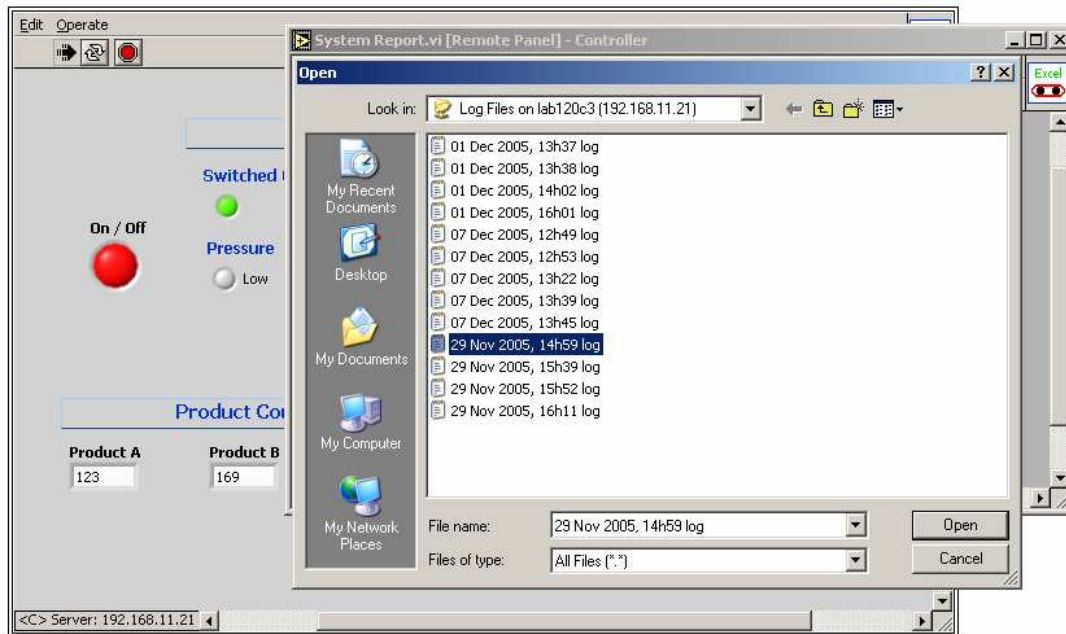 Edit Operate
System Report.vi [Remote Panel] - Controller
Open
Excel
Look in: Log Files on lab120c3 (192.168.11.21)
My Recent Documents
Desktop
My Documents
My Computer
My Network Places
01 Dec 2005, 13h37 log
01 Dec 2005, 13h38 log
01 Dec 2005, 14h02 log
01 Dec 2005, 16h01 log
07 Dec 2005, 12h49 log
07 Dec 2005, 12h53 log
07 Dec 2005, 13h22 log
07 Dec 2005, 13h39 log
07 Dec 2005, 13h45 log
29 Nov 2005, 14h59 log
29 Nov 2005, 15h39 log
29 Nov 2005, 15h52 log
29 Nov 2005, 16h11 log
File name: 29 Nov 2005, 14h59 log Open
Files of type: All Files (*.*) Cancel
Switched
On / Off
Pressure
Low
Product Cou
Product A Product B
123 169
<C> Server: 192.168.11.21